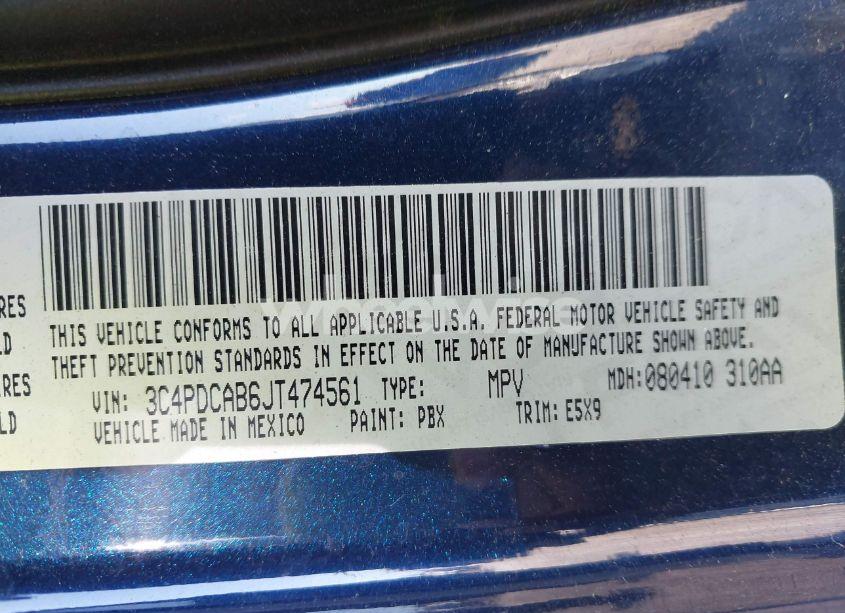 THIS VEHICLE CONFORMS TO ALL APPLICABLE U.S.A. FEDERAL MOTOR VEHICLE SAFETY AND
THEFT PREVENTION STANDARDS IN EFFECT ON THE DATE OF MANUFACTURE SHOWN ABOVE.
VIN: 3C4PDCAB6JT474561 TYPE: MPV MDH: 080410 310AA
VEHICLE MADE IN MEXICO PAINT: PBX TRIM: E5X9